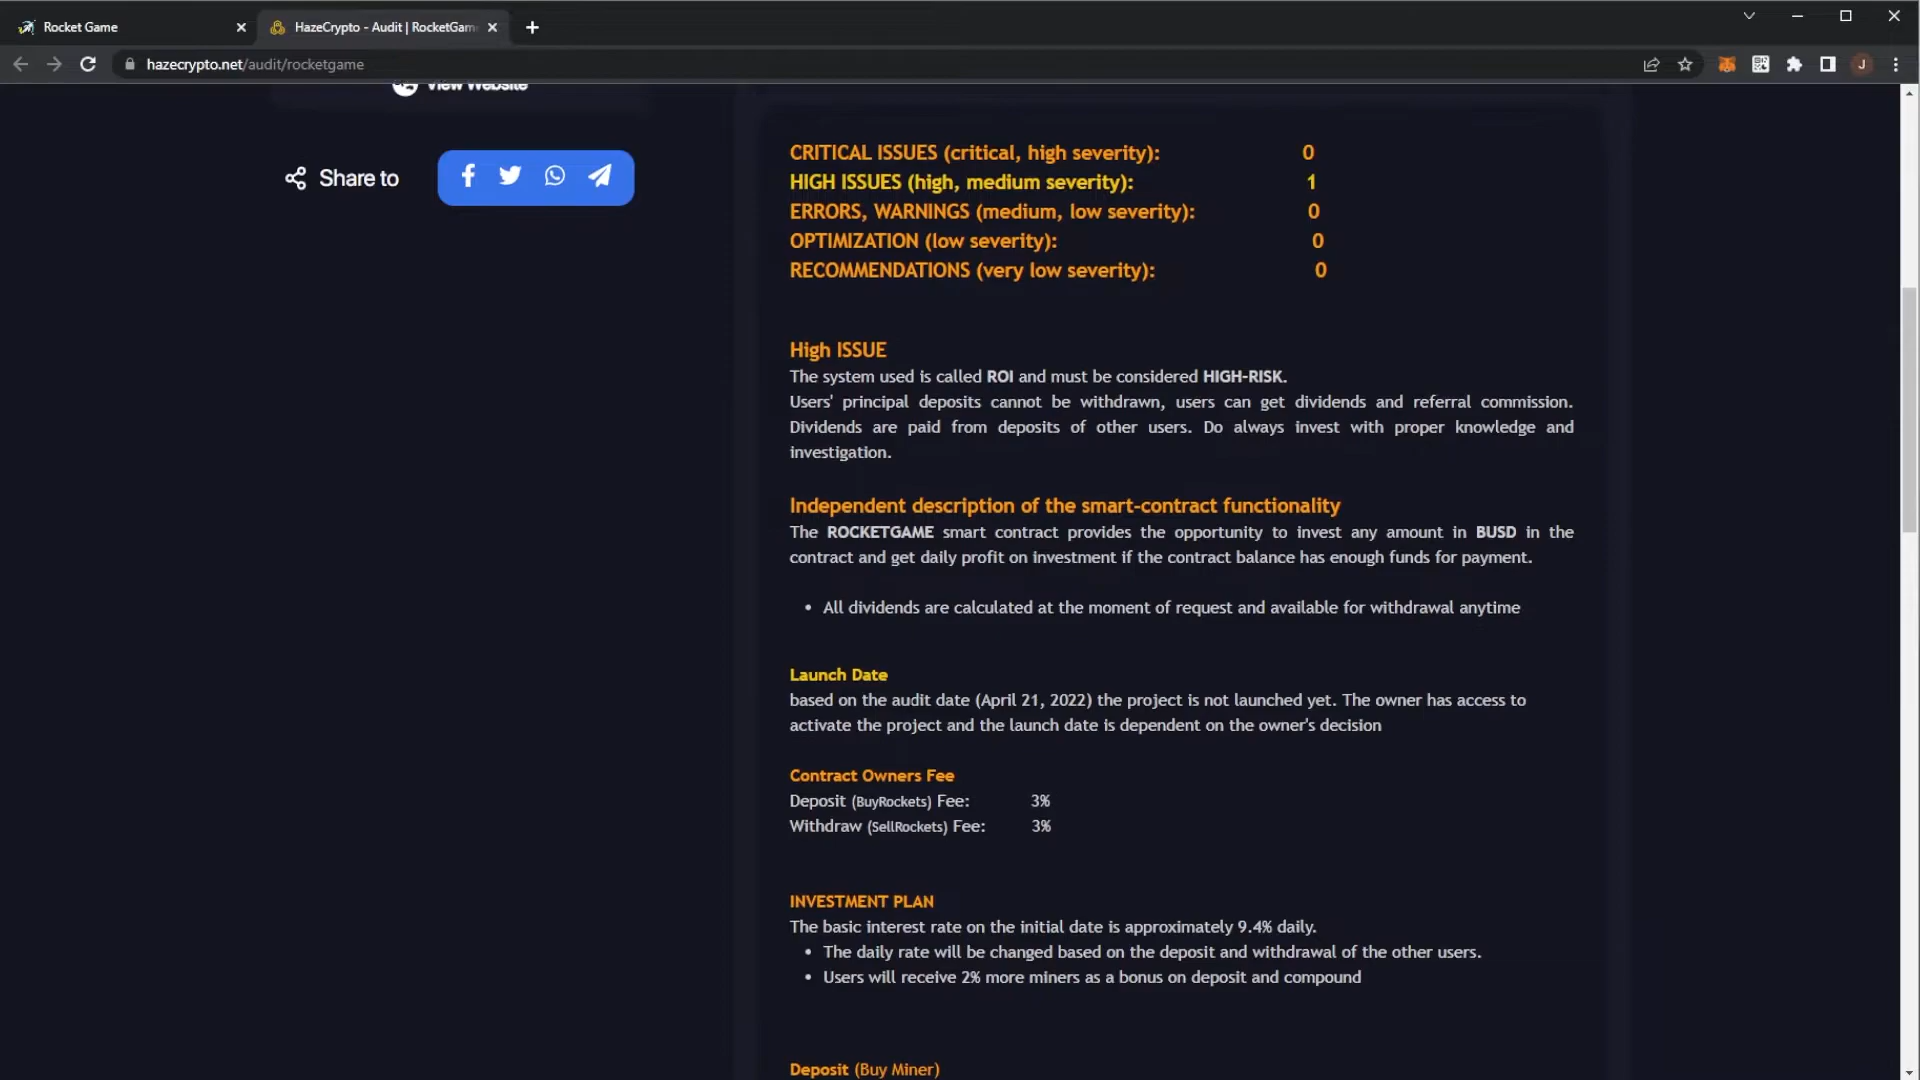 Rocket Game
HazeCrypto - Audit | RocketGam
hazecrypto.net/audit/rocketgame
J
View Website
Share to
CRITICAL ISSUES (critical, high severity): 0
HIGH ISSUES (high, medium severity): 1
ERRORS, WARNINGS (medium, low severity): 0
OPTIMIZATION (low severity): 0
RECOMMENDATIONS (very low severity): 0
High ISSUE
The system used is called ROI and must be considered HIGH-RISK.
Users' principal deposits cannot be withdrawn, users can get dividends and referral commission.
Dividends are paid from deposits of other users. Do always invest with proper knowledge and
investigation.
Independent description of the smart-contract functionality
The ROCKETGAME smart contract provides the opportunity to invest any amount in BUSD in the
contract and get daily profit on investment if the contract balance has enough funds for payment.
• All dividends are calculated at the moment of request and available for withdrawal anytime
Launch Date
based on the audit date (April 21, 2022) the project is not launched yet. The owner has access to
activate the project and the launch date is dependent on the owner's decision
Contract Owners Fee
Deposit (BuyRockets) Fee: 3%
Withdraw (SellRockets) Fee: 3%
INVESTMENT PLAN
The basic interest rate on the initial date is approximately 9.4% daily.
• The daily rate will be changed based on the deposit and withdrawal of the other users.
• Users will receive 2% more miners as a bonus on deposit and compound
Deposit (Buy Miner)